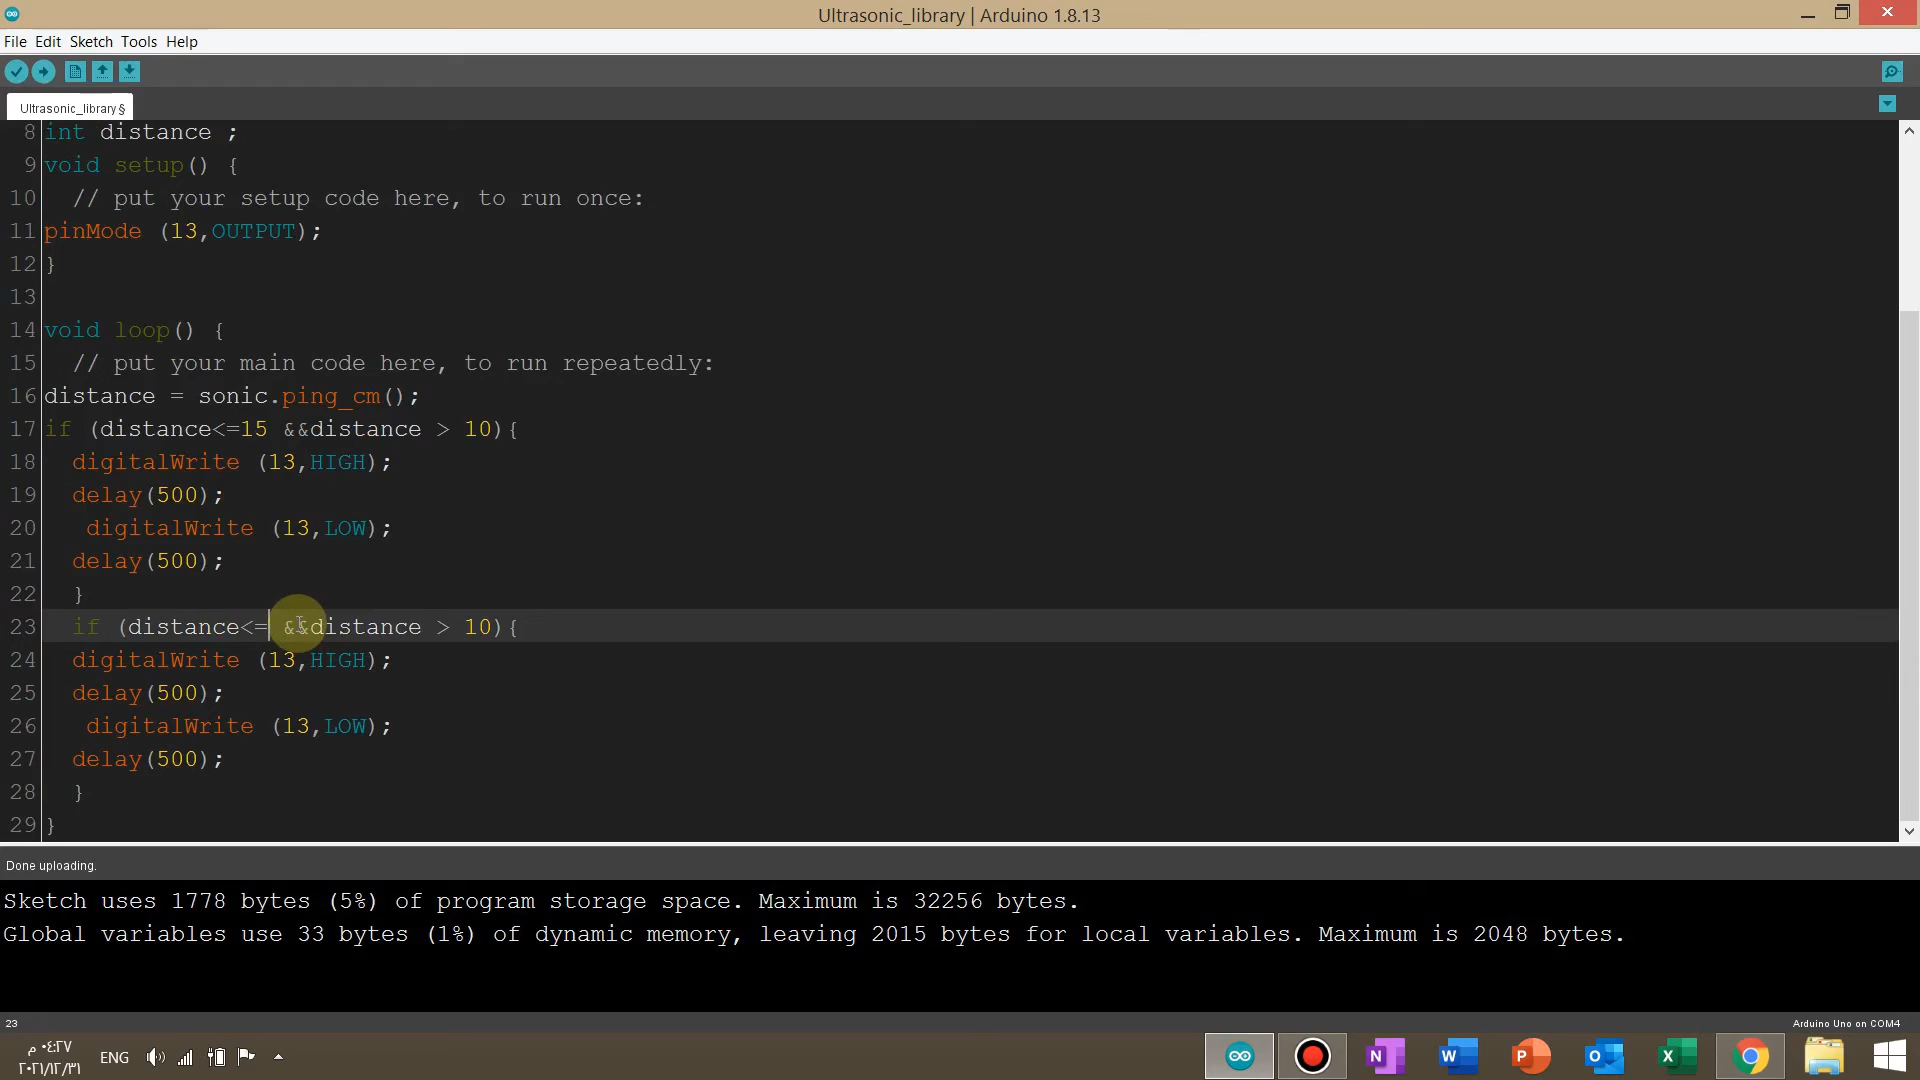 Ultrasonic_library | Arduino 1.8.13
File Edit Sketch Tools Help
Ultrasonic_library §
8 int distance ;
9 void setup() {
10 // put your setup code here, to run once:
11 pinMode (13,OUTPUT);
12 }
13
14 void loop() {
15 // put your main code here, to run repeatedly:
16 distance = sonic.ping_cm();
17 if (distance<=15 &&distance > 10){
18 digitalWrite (13,HIGH);
19 delay(500);
20 digitalWrite (13,LOW);
21 delay(500);
22 }
23 if (distance<= &&distance > 10){
24 digitalWrite (13,HIGH);
25 delay(500);
26 digitalWrite (13,LOW);
27 delay(500);
28 }
29 }
Done uploading.
Sketch uses 1778 bytes (5%) of program storage space. Maximum is 32256 bytes.
Global variables use 33 bytes (1%) of dynamic memory, leaving 2015 bytes for local variables. Maximum is 2048 bytes.
23
Arduino Uno on COM4
٠٤:٢٧ م
٢٠٢١/١٢/٣١
ENG
N W P O X